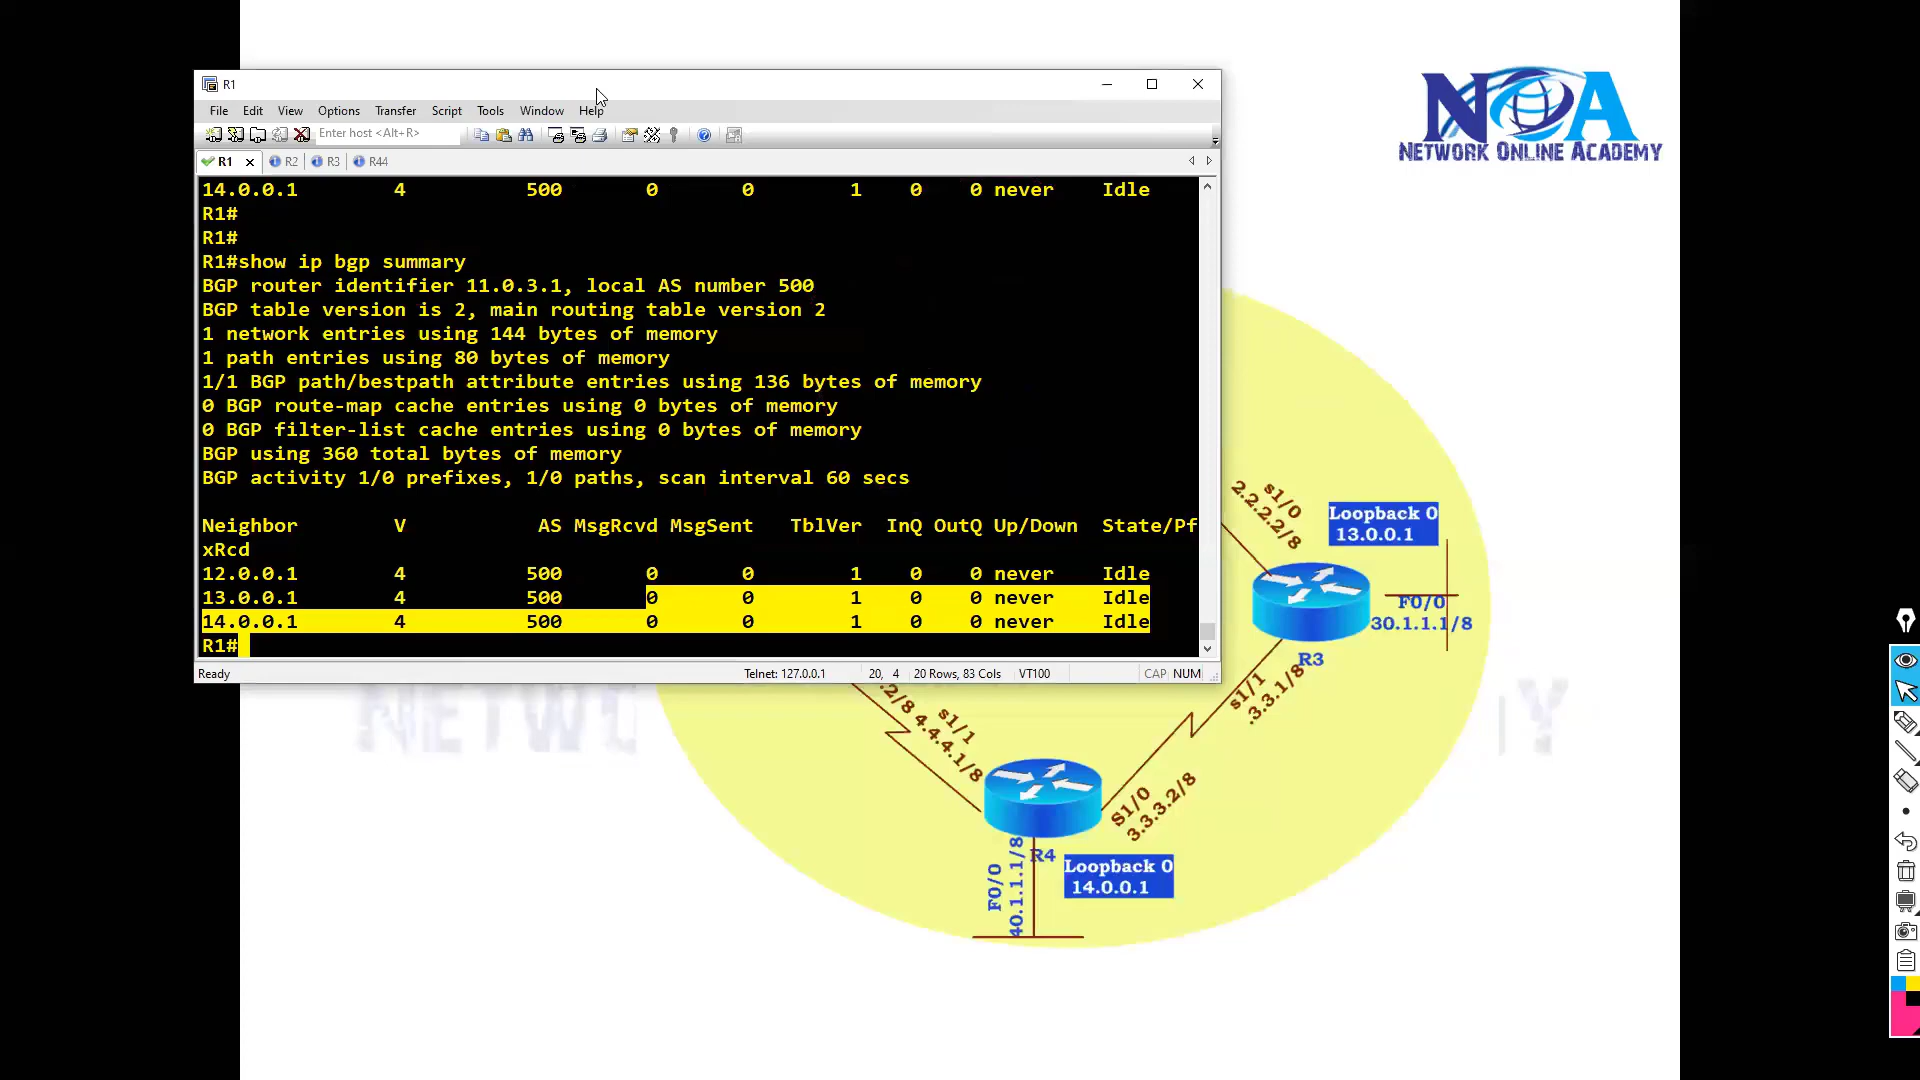 R1
File Edit View Options Transfer Script Tools Window Help
Enter host <Alt+R>
R1 R2 R3 R44
14.0.0.1 4 500 0 0 1 0 0 never Idle
R1#
R1#
R1#show ip bgp summary
BGP router identifier 11.0.3.1, local AS number 500
BGP table version is 2, main routing table version 2
1 network entries using 144 bytes of memory
1 path entries using 80 bytes of memory
1/1 BGP path/bestpath attribute entries using 136 bytes of memory
0 BGP route-map cache entries using 0 bytes of memory
0 BGP filter-list cache entries using 0 bytes of memory
BGP using 360 total bytes of memory
BGP activity 1/0 prefixes, 1/0 paths, scan interval 60 secs
Neighbor V AS MsgRcvd MsgSent TblVer InQ OutQ Up/Down State/Pf
xRcd
12.0.0.1 4 500 0 0 1 0 0 never Idle
13.0.0.1 4 500 0 0 1 0 0 never Idle
14.0.0.1 4 500 0 0 1 0 0 never Idle
R1#
Ready Telnet: 127.0.0.1 20, 4 20 Rows, 83 Cols VT100 CAP NUM
NOA
NETWORK ONLINE ACADEMY
s1/0
2.2.2.2/8
Loopback 0
13.0.0.1
F0/0
30.1.1.1/8
R3
s1/1
.3.3.1/8
.2/8
s1/1
4.4.4.1/8
S1/0
3.3.3.2/8
R4
Loopback 0
14.0.0.1
F0/0
40.1.1.1/8